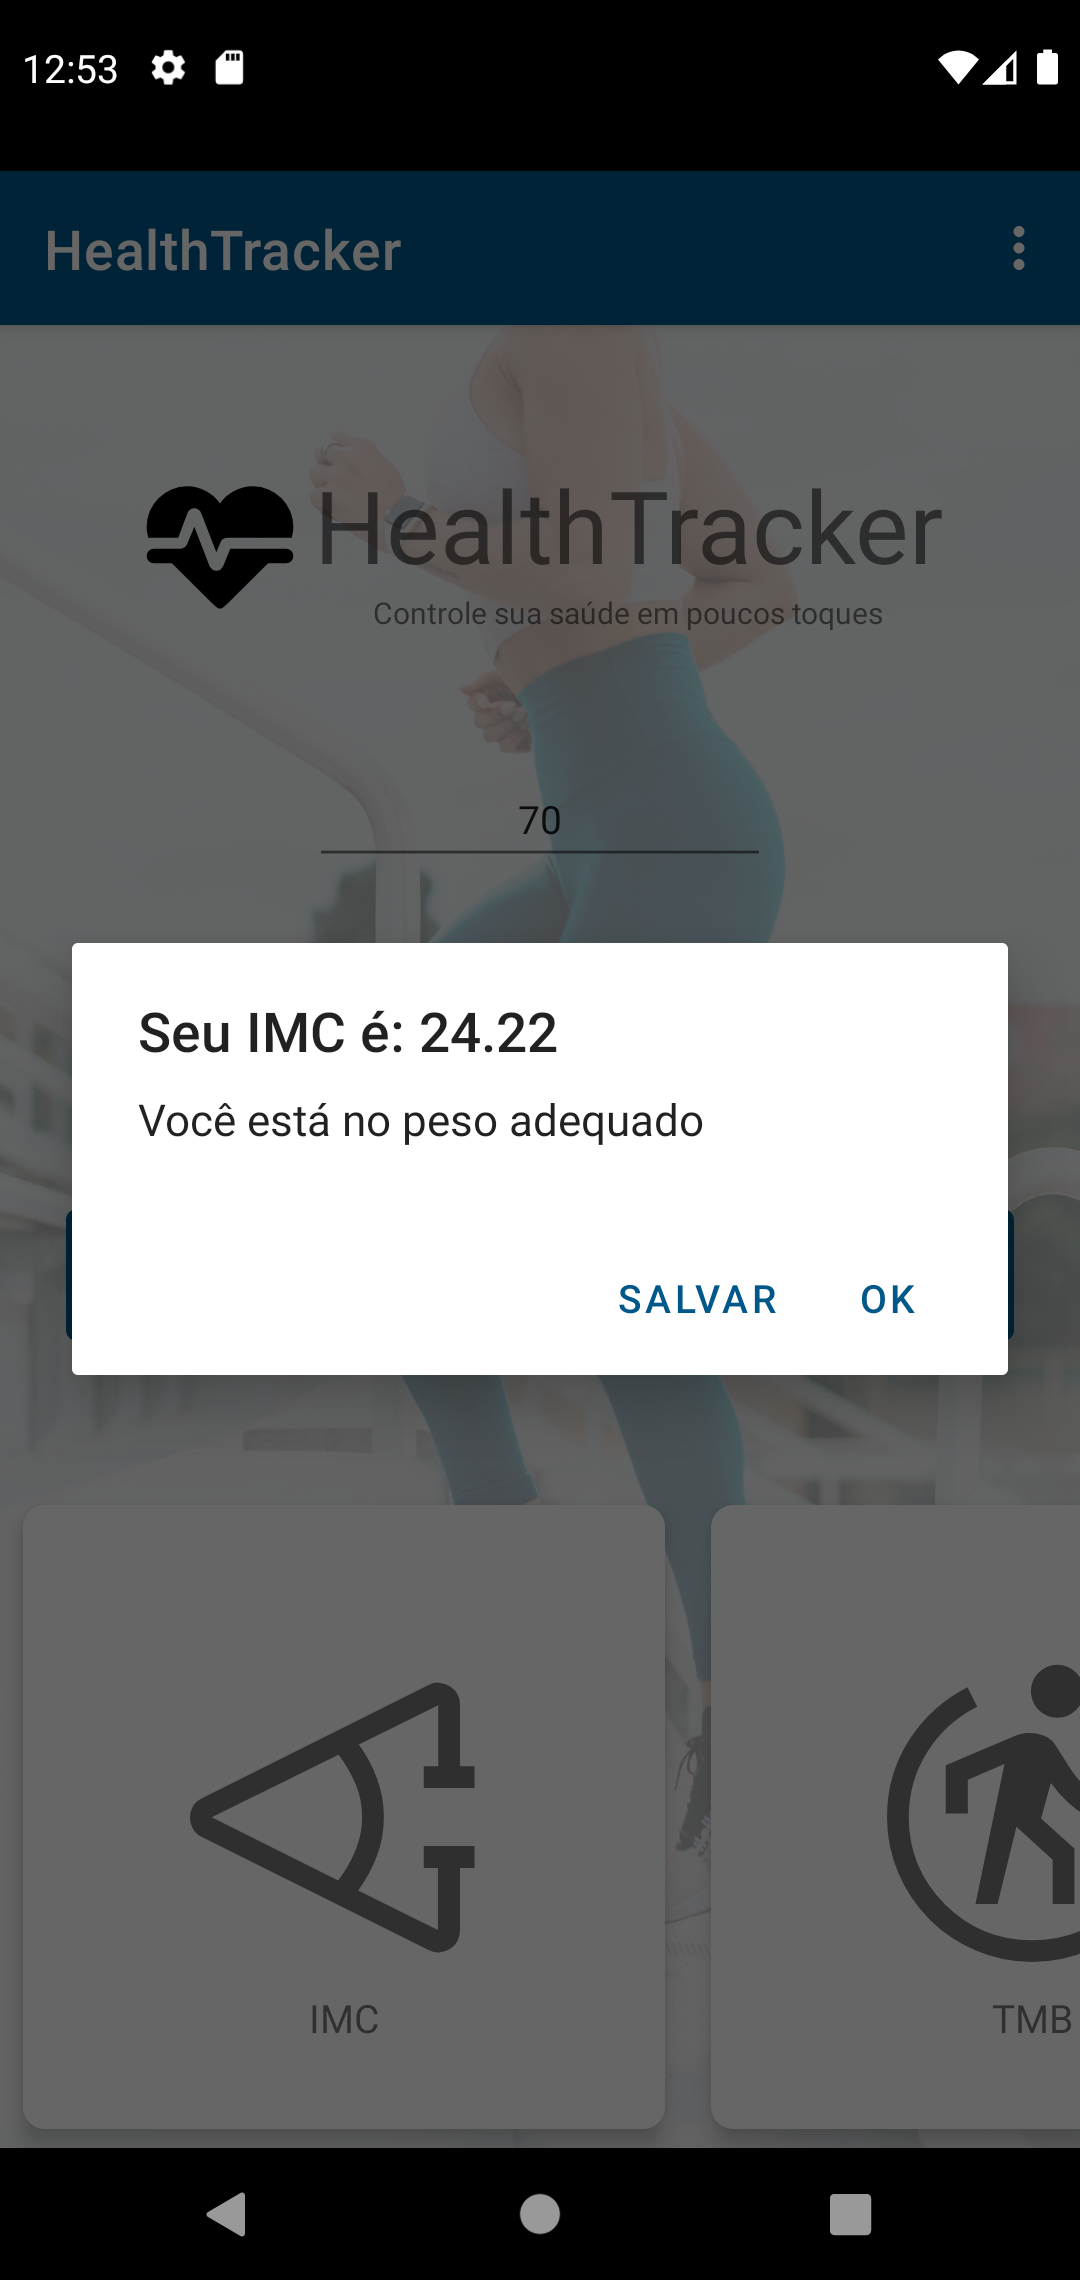 12:53
HealthTracker
HealthTracker
Controle sua saúde em poucos toques
70
Seu IMC é: 24.22
Você está no peso adequado
SALVAR OK
IMC TMB